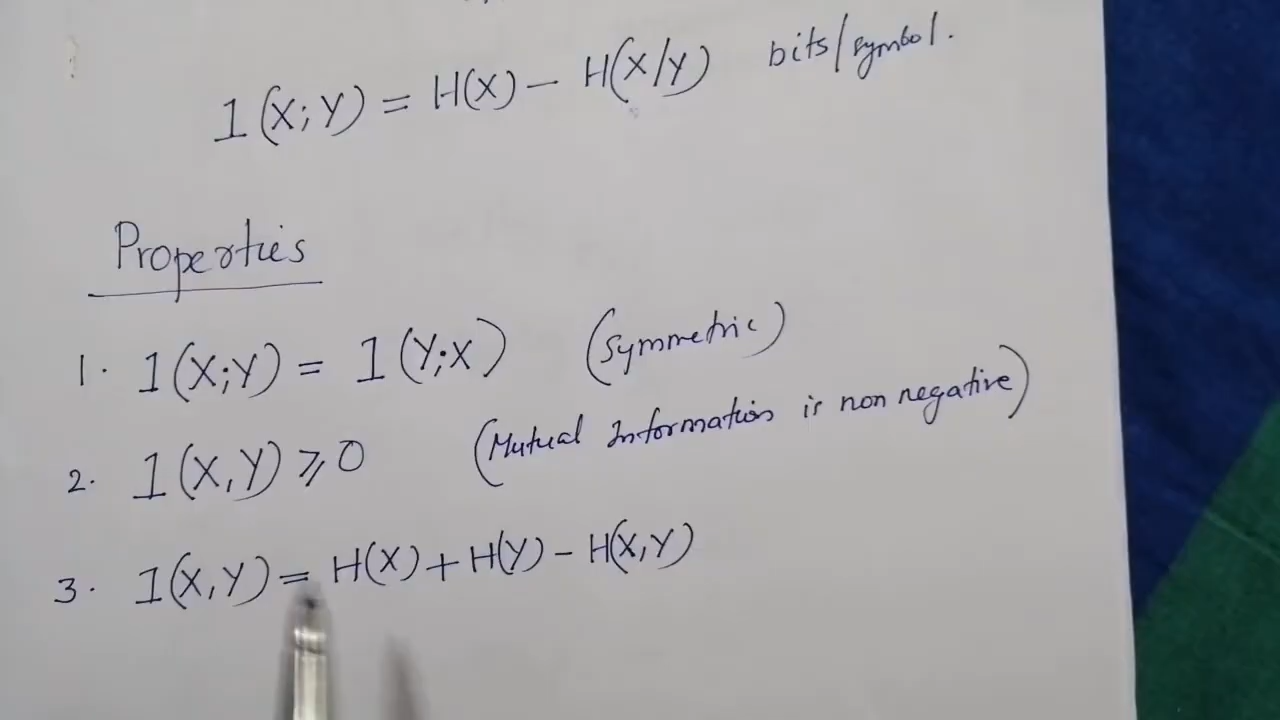 I(X;Y) = H(X) - H(X/Y) bits/symbol.
Properties
1. I(X;Y) = I(Y;X) (Symmetric)
2. I(X,Y) ⩾ 0 (Mutual Information is non negative)
3. I(X,Y) = H(X) + H(Y) - H(X,Y)